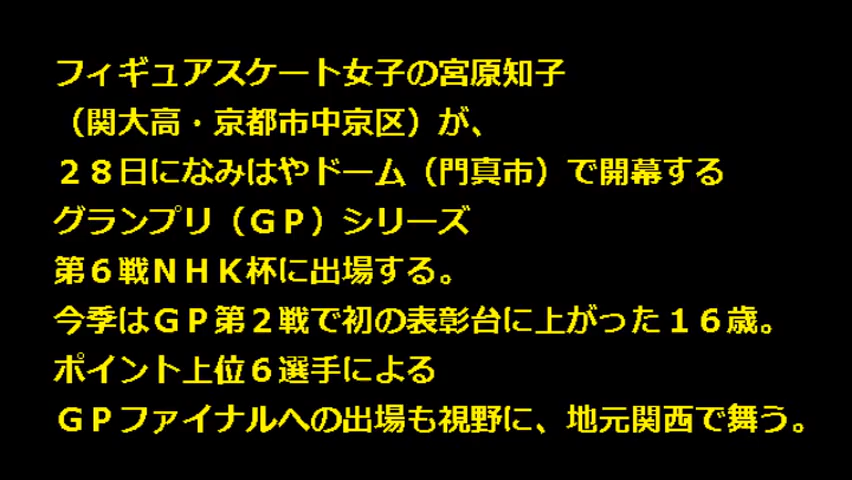 フィギュアスケート女子の宮原知子
（関大高・京都市中京区）が、
２８日になみはやドーム（門真市）で開幕する
グランプリ（ＧＰ）シリーズ
第６戦ＮＨＫ杯に出場する。
今季はＧＰ第２戦で初の表彰台に上がった１６歳。
ポイント上位６選手による
ＧＰファイナルへの出場も視野に、地元関西で舞う。